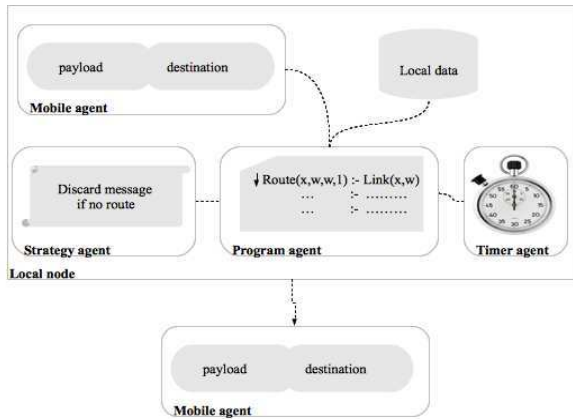 payload destination
Mobile agent
Local data
Discard message
if no route
Strategy agent
↓ Route(x,w,w,1) :- Link(x,w)
... :- .........
... :- .........
Program agent
Timer agent
Local node
payload destination
Mobile agent